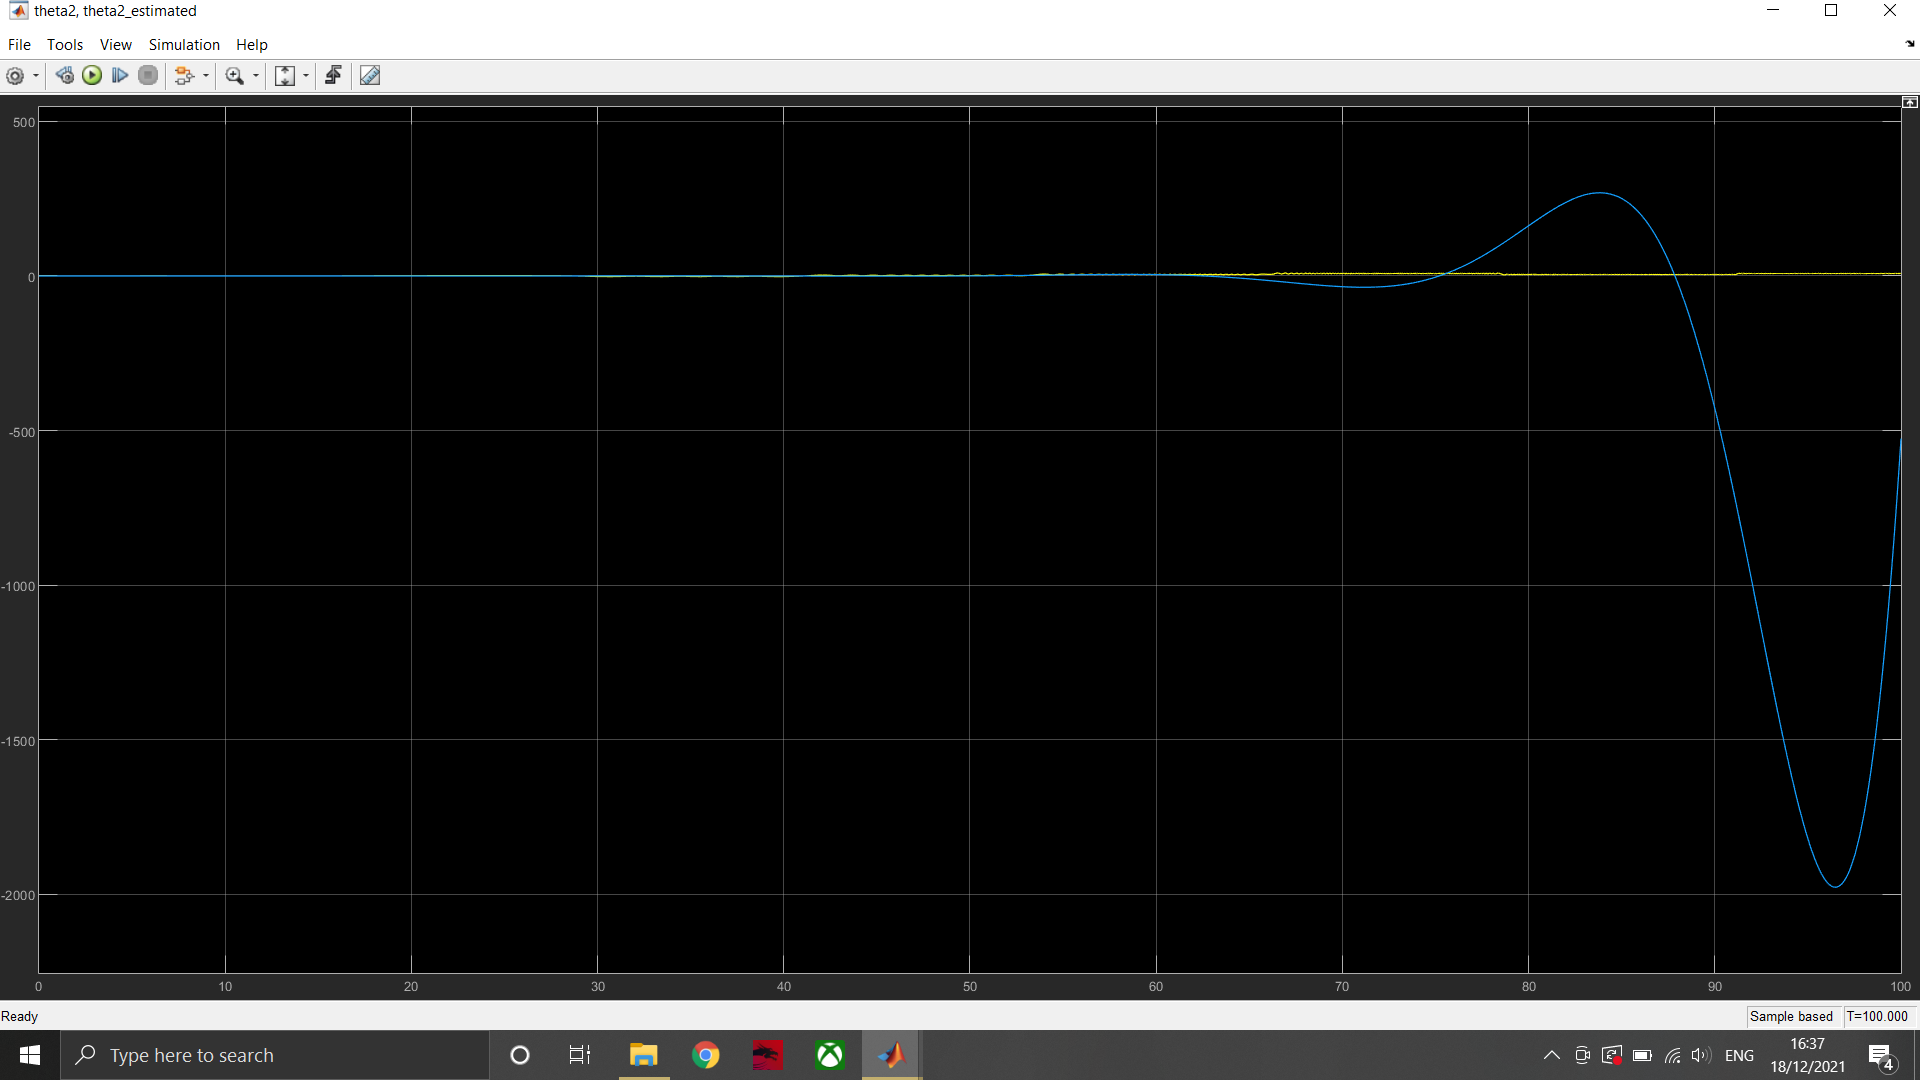 theta2, theta2_estimated
File Tools View Simulation Help
500
0
-500
-1000
-1500
-2000
0 10 20 30 40 50 60 70 80 90 100
Ready
Sample based T=100.000
Type here to search
ENG
16:37
18/12/2021
4